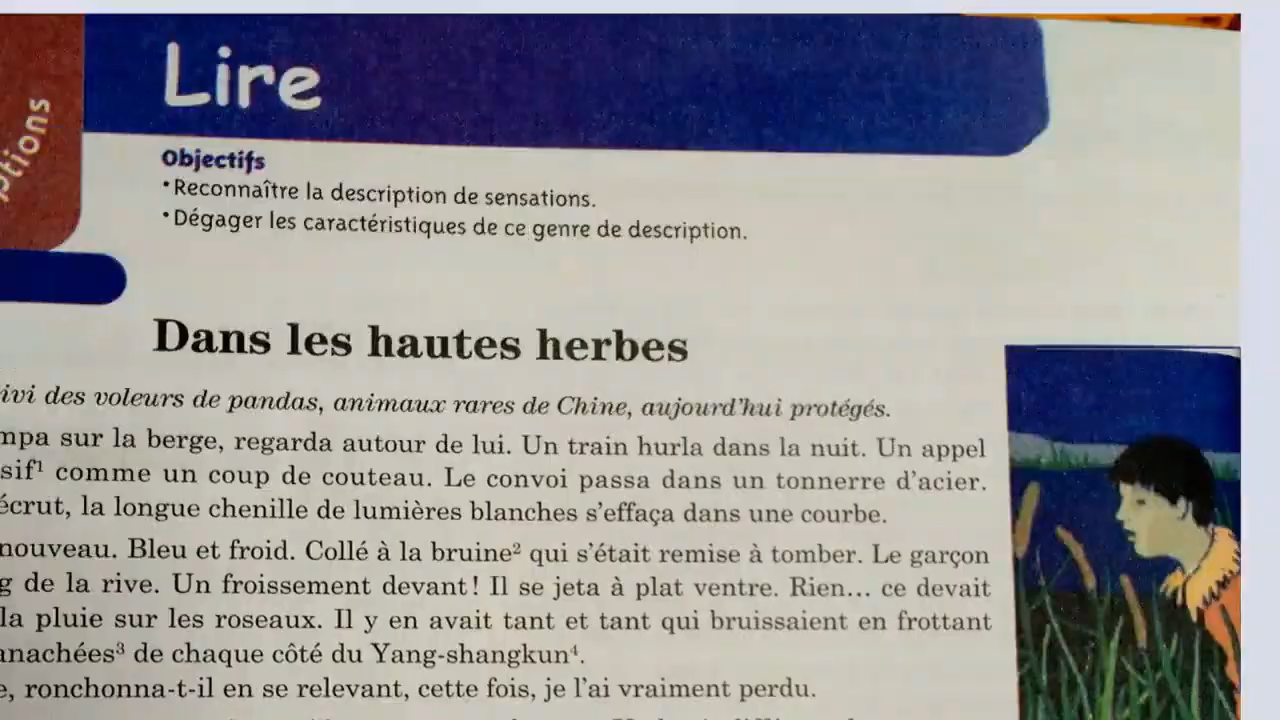 Lire
Objectifs
• Reconnaître la description de sensations.
• Dégager les caractéristiques de ce genre de description.
Dans les hautes herbes
des voleurs de pandas, animaux rares de Chine, aujourd'hui protégés.
sur la berge, regarda autour de lui. Un train hurla dans la nuit. Un appel
comme un coup de couteau. Le convoi passa dans un tonnerre d'acier.
la longue chenille de lumières blanches s'effaça dans une courbe.
nouveau. Bleu et froid. Collé à la bruine² qui s'était remise à tomber. Le garçon
de la rive. Un froissement devant! Il se jeta à plat ventre. Rien... ce devait
la pluie sur les roseaux. Il y en avait tant et tant qui bruissaient en frottant
de chaque côté du Yang-shangkun⁴.
ronchonna-t-il en se relevant, cette fois, je l'ai vraiment perdu.